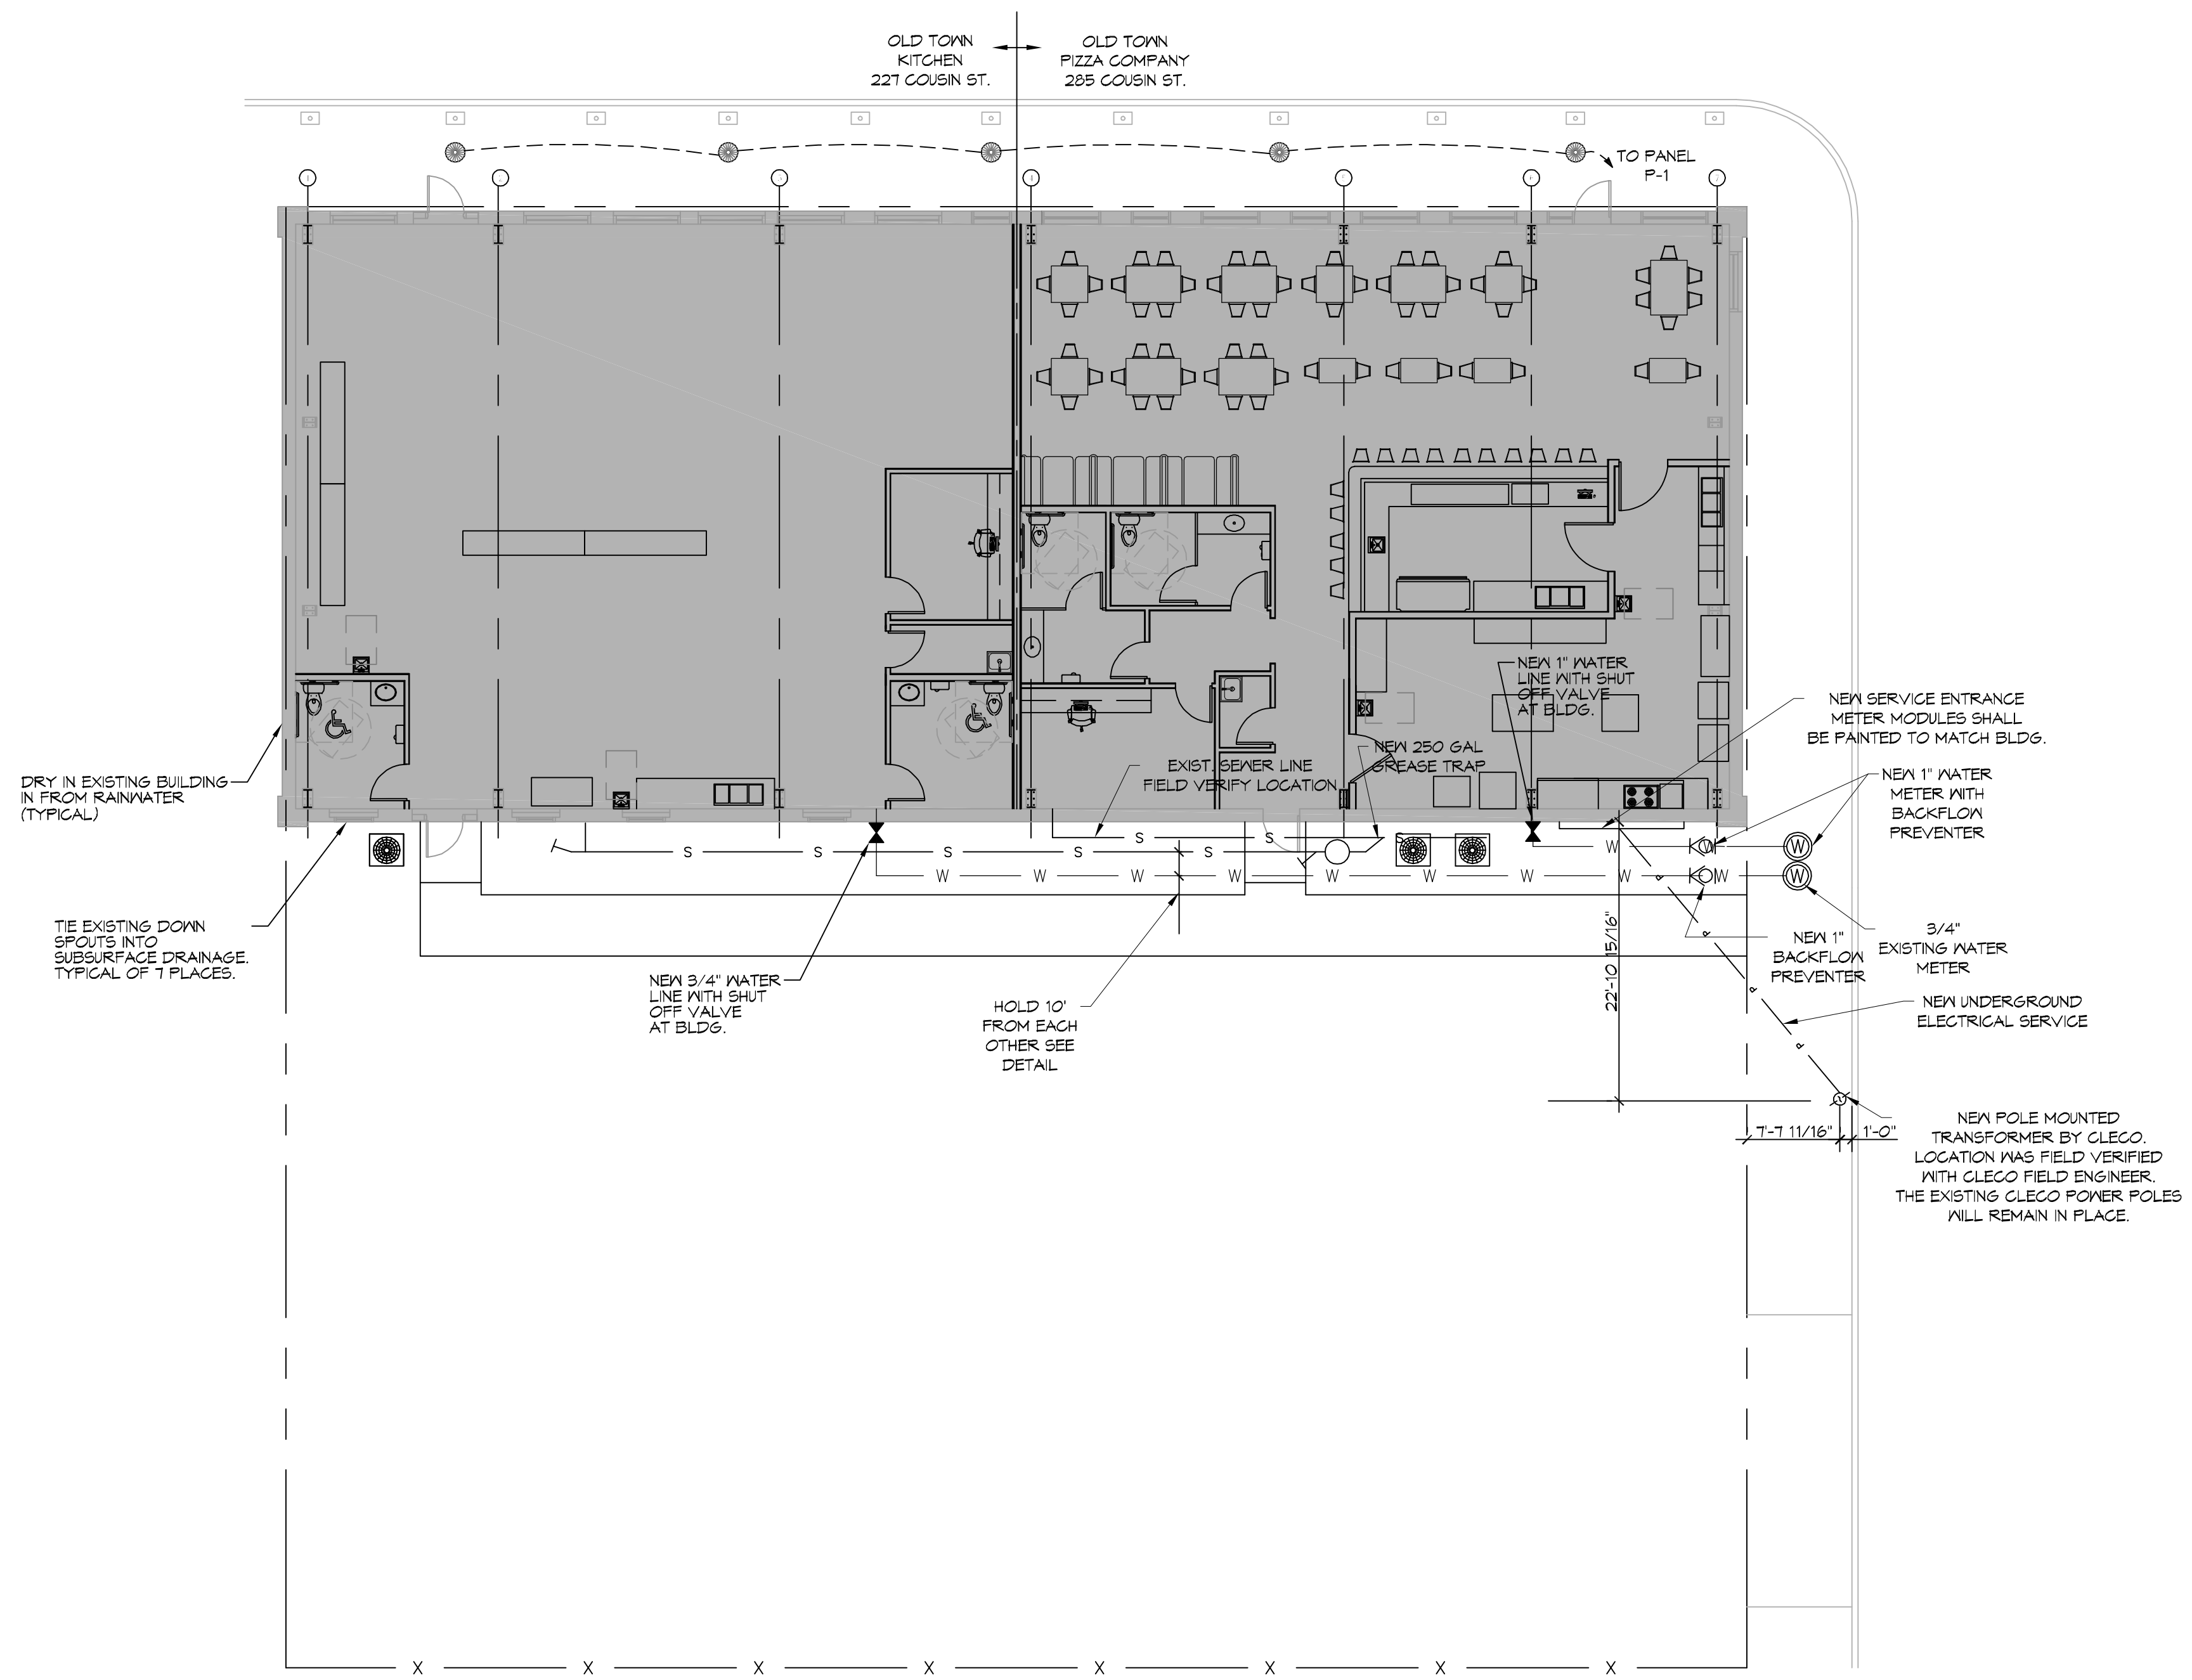 OLD TOWN
KITCHEN
227 COUSIN ST.
OLD TOWN
PIZZA COMPANY
285 COUSIN ST.
TO PANEL
P-1
NEW 1" WATER
LINE WITH SHUT
OFF VALVE
AT BLDG.
NEW SERVICE ENTRANCE
METER MODULES SHALL
BE PAINTED TO MATCH BLDG.
NEW 250 GAL
GREASE TRAP
EXIST. SEWER LINE
FIELD VERIFY LOCATION
DRY IN EXISTING BUILDING
IN FROM RAINWATER
(TYPICAL)
NEW 1" WATER
METER WITH
BACKFLOW
PREVENTER
S S S
W W W
S S S S S
W W W W W W W W W W
P
P
P
P
TIE EXISTING DOWN
SPOUTS INTO
SUBSURFACE DRAINAGE.
TYPICAL OF 7 PLACES.
22'-10 15/16"
NEW 1"
BACKFLOW
PREVENTER
3/4"
EXISTING WATER
METER
NEW 3/4" WATER
LINE WITH SHUT
OFF VALVE
AT BLDG.
HOLD 10'
FROM EACH
OTHER SEE
DETAIL
NEW UNDERGROUND
ELECTRICAL SERVICE
7'-7 11/16"
1'-0"
NEW POLE MOUNTED
TRANSFORMER BY CLECO.
LOCATION WAS FIELD VERIFIED
WITH CLECO FIELD ENGINEER.
THE EXISTING CLECO POWER POLES
WILL REMAIN IN PLACE.
X X X X X X X X